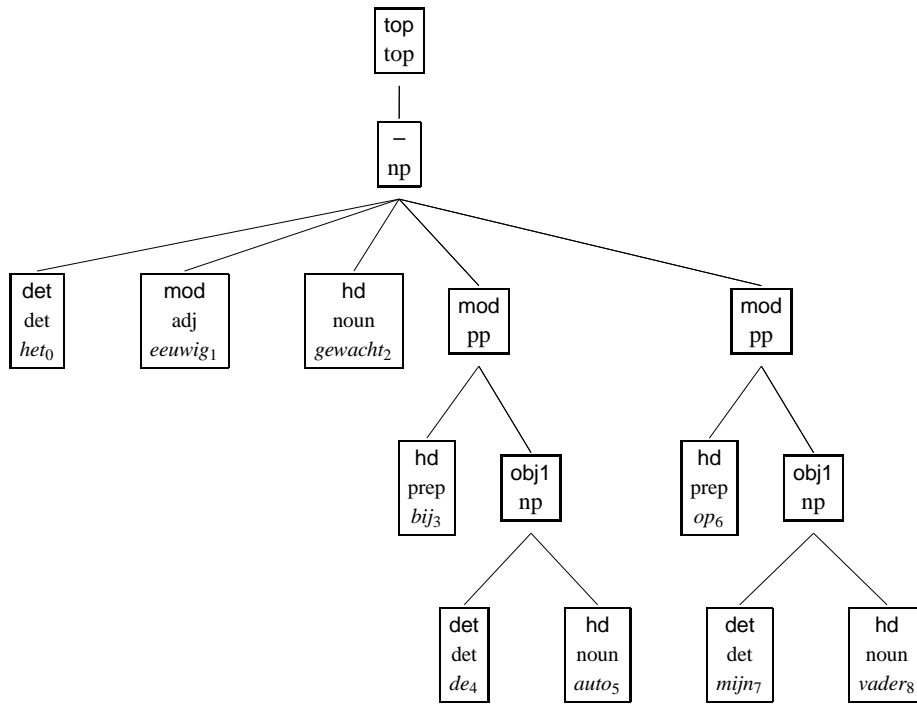 top
top
–
np
det
det
het0
mod
adj
eeuwig1
hd
noun
gewacht2
mod
pp
mod
pp
hd
prep
bij3
obj1
np
hd
prep
op6
obj1
np
det
det
de4
hd
noun
auto5
det
det
mijn7
hd
noun
vader8